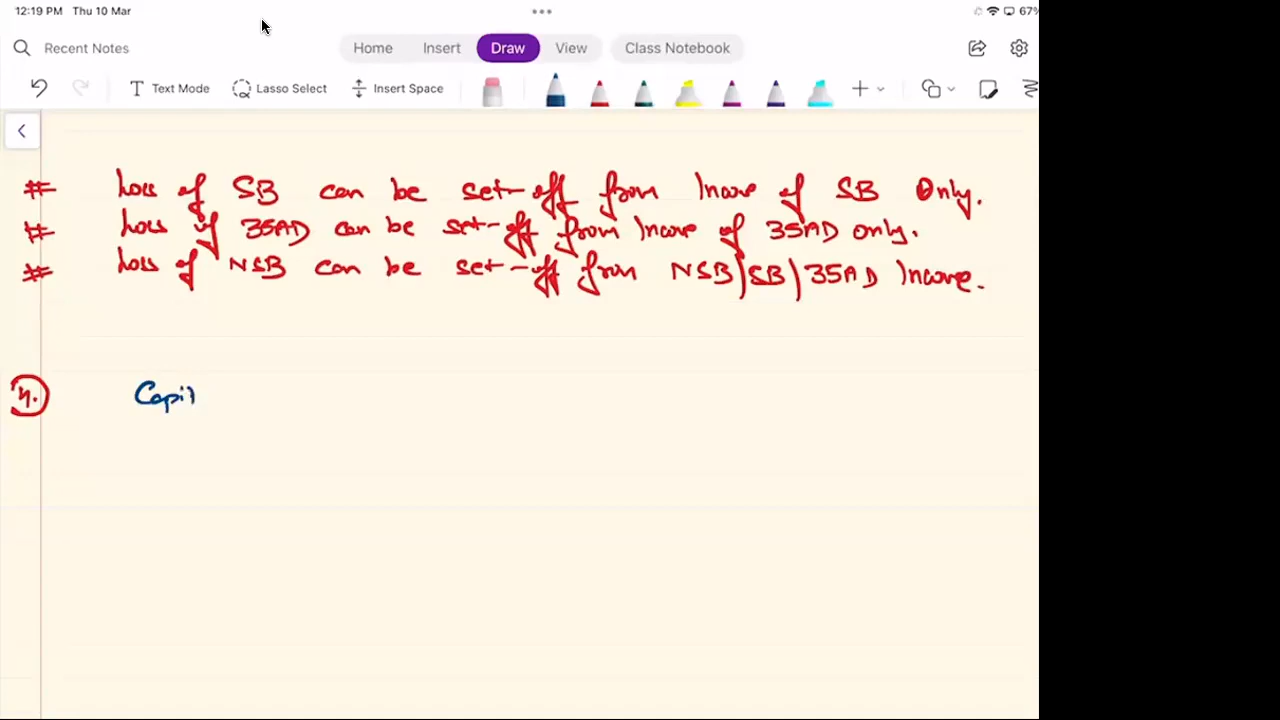 12:19 PM Thu 10 Mar
67%
Recent Notes
Home Insert Draw View Class Notebook
Text Mode Lasso Select Insert Space
# Loss of SB can be set-off from Income of SB Only.
# Loss of 35AD can be set-off from Income of 35AD only.
# Loss of NSB can be set-off from NSB/SB/35AD Income.
4. Capit